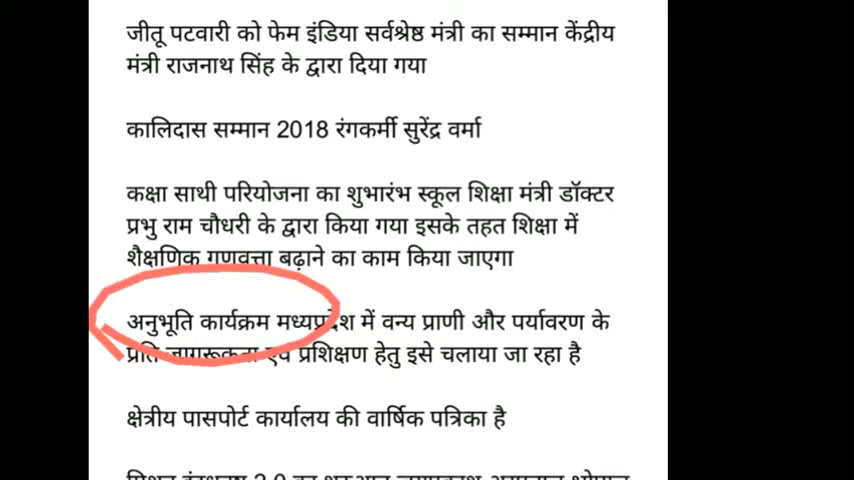 जीतू पटवारी को फेम इंडिया सर्वश्रेष्ठ मंत्री का सम्मान केंद्रीय
मंत्री राजनाथ सिंह के द्वारा दिया गया
कालिदास सम्मान 2018 रंगकर्मी सुरेंद्र वर्मा
कक्षा साथी परियोजना का शुभारंभ स्कूल शिक्षा मंत्री डॉक्टर
प्रभु राम चौधरी के द्वारा किया गया इसके तहत शिक्षा में
शैक्षणिक गुणवत्ता बढ़ाने का काम किया जाएगा
अनुभूति कार्यक्रम मध्यप्रदेश में वन्य प्राणी और पर्यावरण के
प्रति जागरूकता एवं प्रशिक्षण हेतु इसे चलाया जा रहा है
क्षेत्रीय पासपोर्ट कार्यालय की वार्षिक पत्रिका है
2.0 का